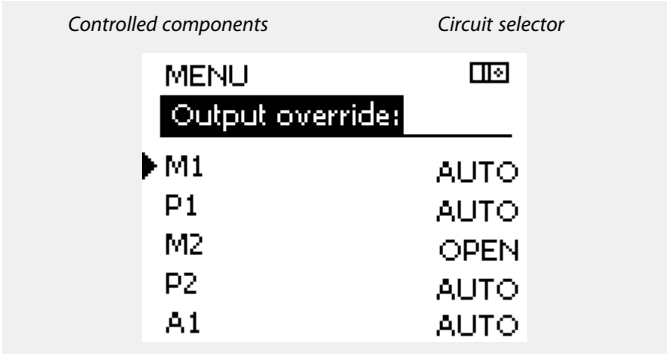 Controlled components Circuit selector
MENU
Output override:
M1 AUTO
P1 AUTO
M2 OPEN
P2 AUTO
A1 AUTO